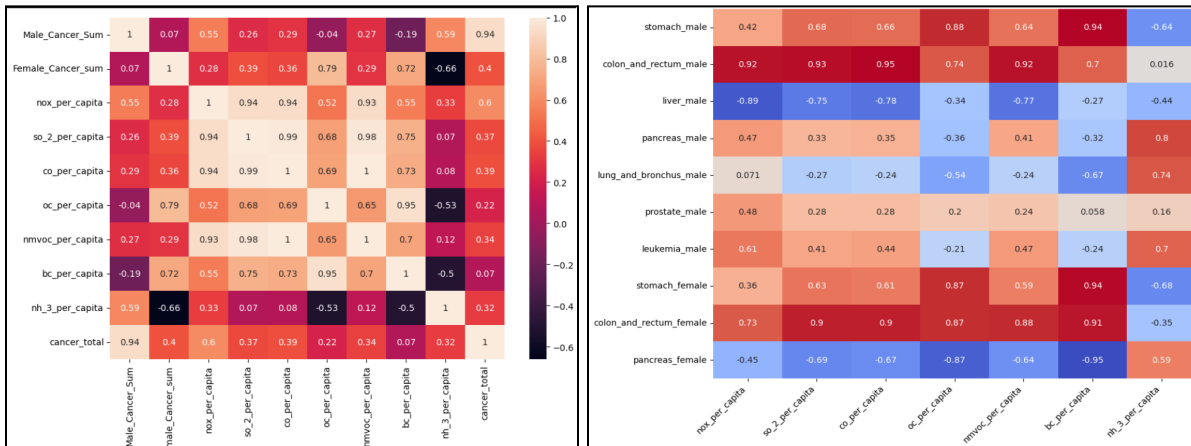 Male_Cancer_Sum 1 0.07 0.55 0.26 0.29 -0.04 0.27 -0.19 0.59 0.94
Female_Cancer_sum 0.07 1 0.28 0.39 0.36 0.79 0.29 0.72 -0.66 0.4
nox_per_capita 0.55 0.28 1 0.94 0.94 0.52 0.93 0.55 0.33 0.6
so_2_per_capita 0.26 0.39 0.94 1 0.99 0.68 0.98 0.75 0.07 0.37
co_per_capita 0.29 0.36 0.94 0.99 1 0.69 1 0.73 0.08 0.39
oc_per_capita -0.04 0.79 0.52 0.68 0.69 1 0.65 0.95 -0.53 0.22
nmvoc_per_capita 0.27 0.29 0.93 0.98 1 0.65 1 0.7 0.12 0.34
bc_per_capita -0.19 0.72 0.55 0.75 0.73 0.95 0.7 1 -0.5 0.07
nh_3_per_capita 0.59 -0.66 0.33 0.07 0.08 -0.53 0.12 -0.5 1 0.32
cancer_total 0.94 0.4 0.6 0.37 0.39 0.22 0.34 0.07 0.32 1
Male_Cancer_Sum male_Cancer_sum nox_per_capita so_2_per_capita co_per_capita oc_per_capita nmvoc_per_capita bc_per_capita nh_3_per_capita cancer_total
1.0
0.8
0.6
0.4
0.2
0.0
−0.2
−0.4
−0.6
stomach_male 0.42 0.68 0.66 0.88 0.64 0.94 -0.64
colon_and_rectum_male 0.92 0.93 0.95 0.74 0.92 0.7 0.016
liver_male -0.89 -0.75 -0.78 -0.34 -0.77 -0.27 -0.44
pancreas_male 0.47 0.33 0.35 -0.36 0.41 -0.32 0.8
lung_and_bronchus_male 0.071 -0.27 -0.24 -0.54 -0.24 -0.67 0.74
prostate_male 0.48 0.28 0.28 0.2 0.24 0.058 0.16
leukemia_male 0.61 0.41 0.44 -0.21 0.47 -0.24 0.7
stomach_female 0.36 0.63 0.61 0.87 0.59 0.94 -0.68
colon_and_rectum_female 0.73 0.9 0.9 0.87 0.88 0.91 -0.35
pancreas_female -0.45 -0.69 -0.67 -0.87 -0.64 -0.95 0.59
nox_per_capita so_2_per_capita co_per_capita oc_per_capita nmvoc_per_capita bc_per_capita nh_3_per_capita